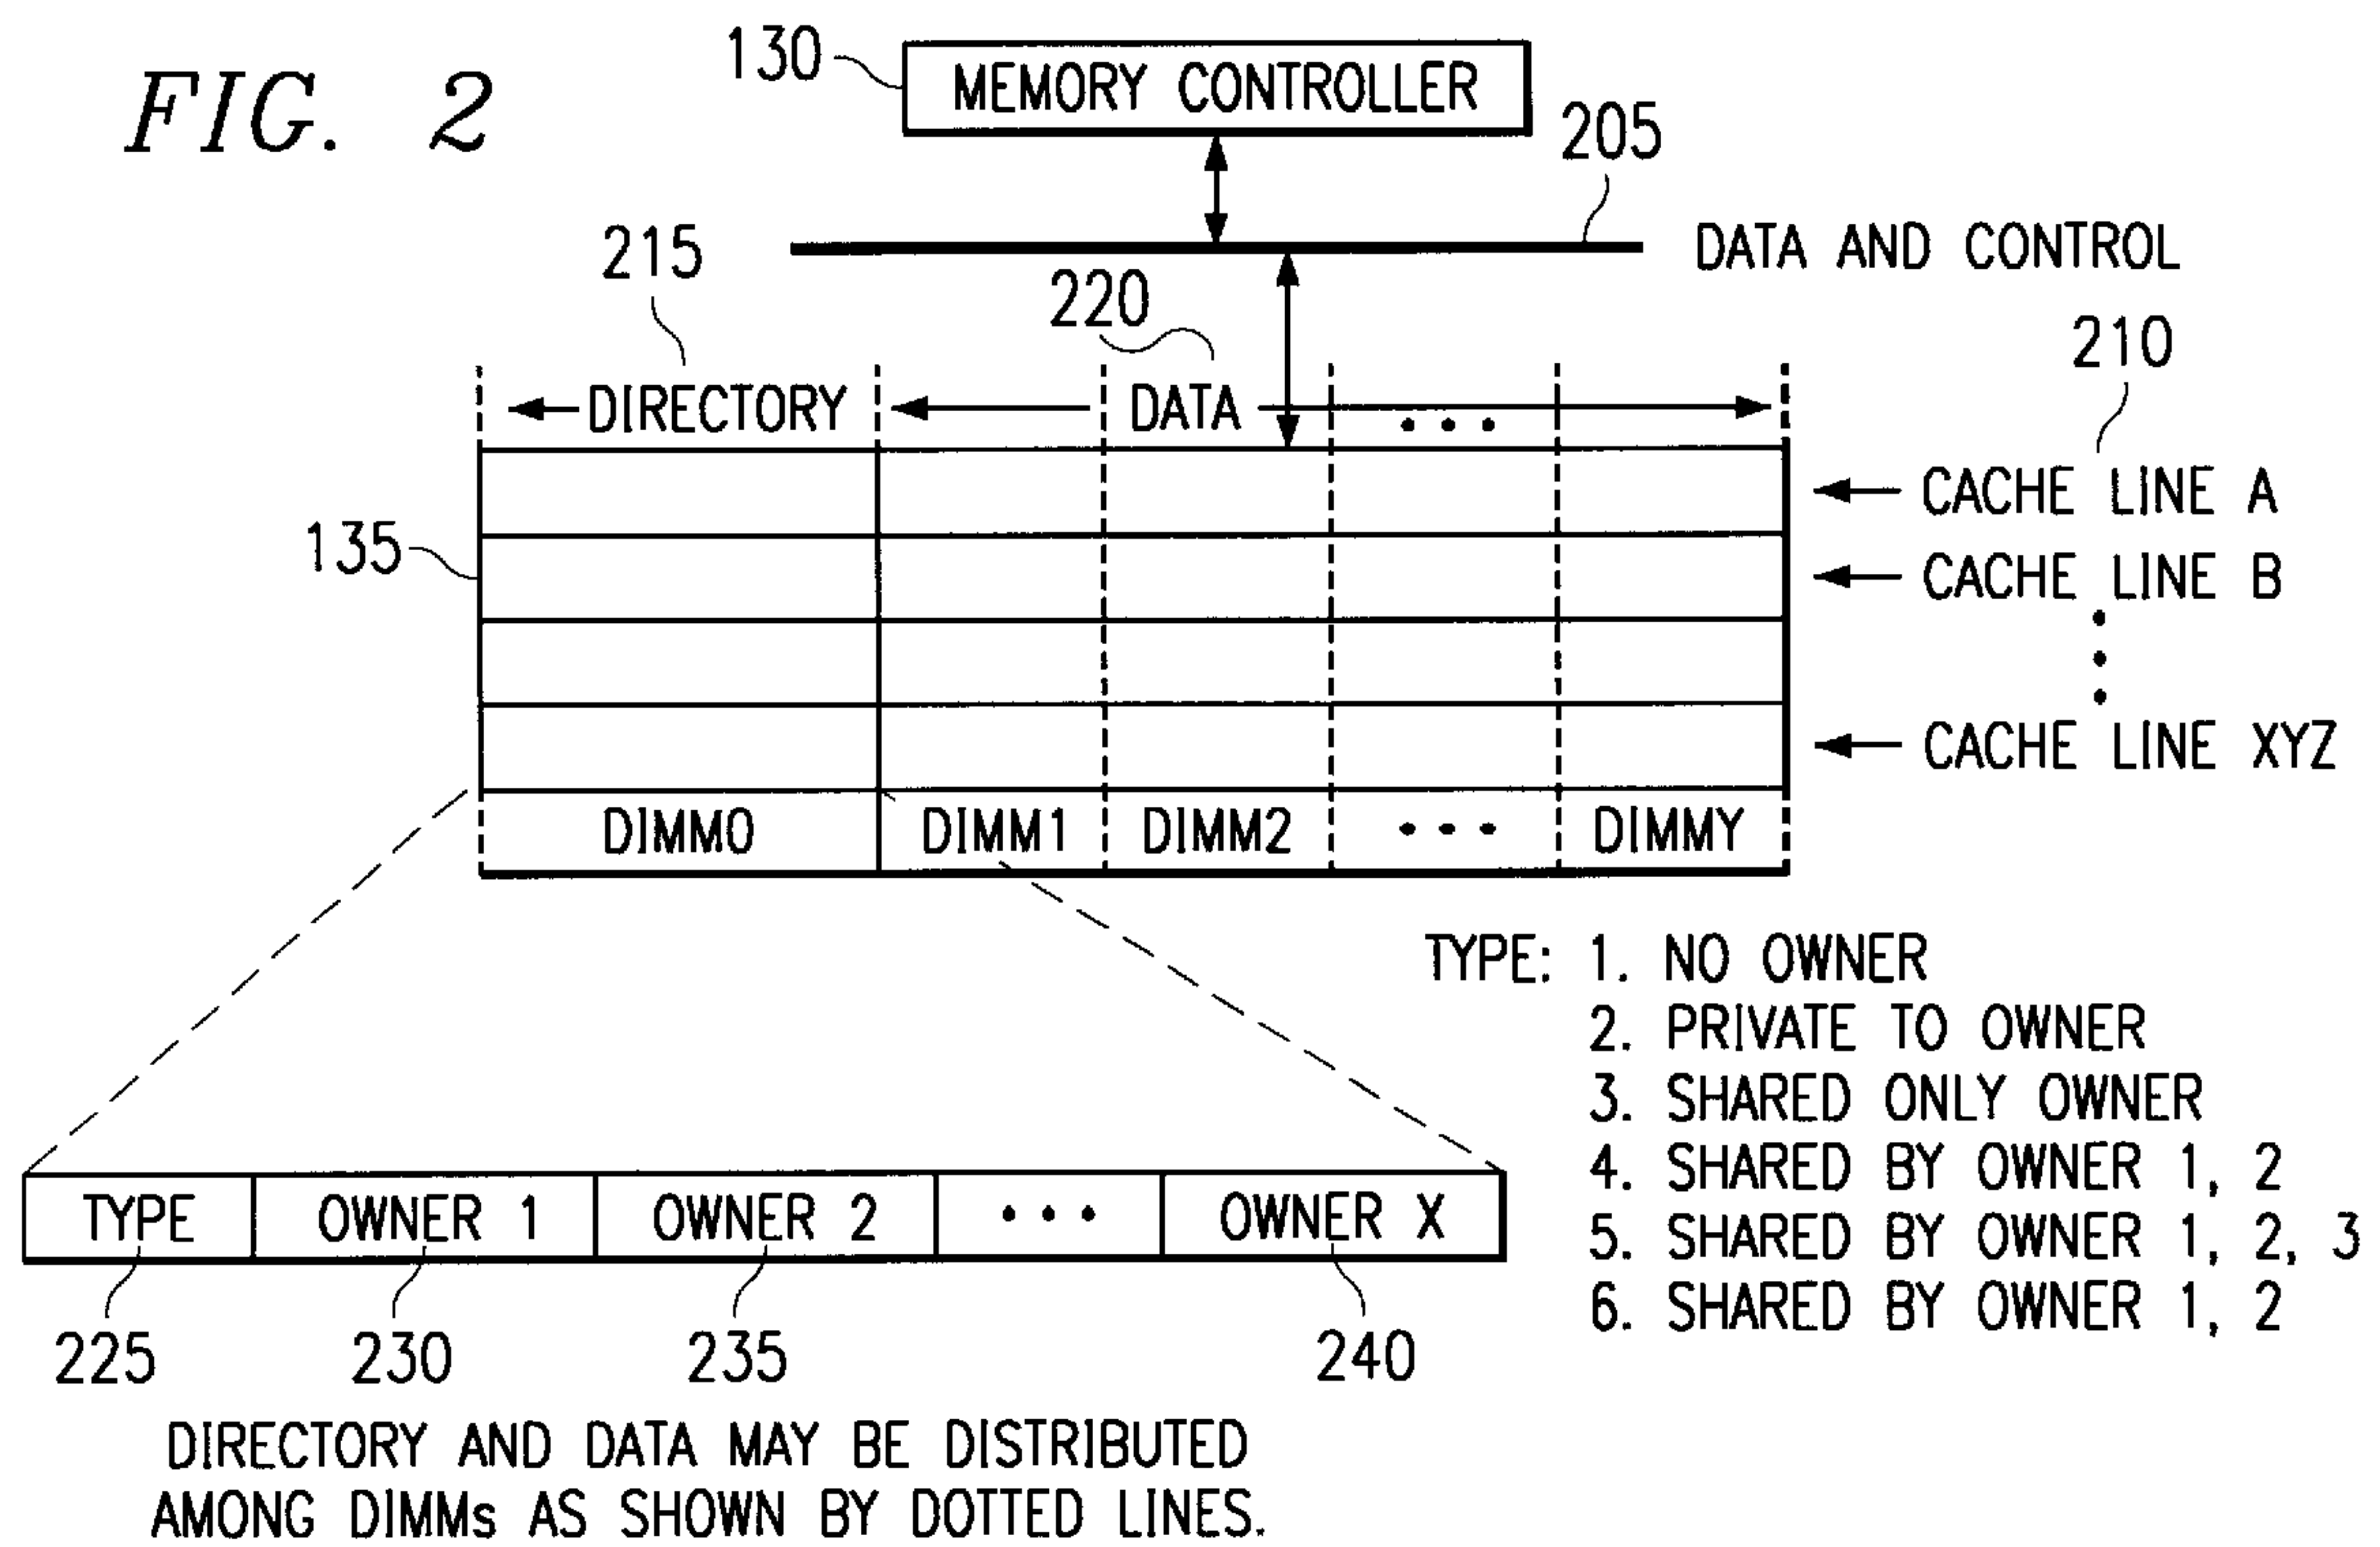 FIG. 2
130
MEMORY CONTROLLER
205
DATA AND CONTROL
215
220
210
DIRECTORY
DATA
• • •
CACHE LINE A
135
CACHE LINE B
•
•
•
CACHE LINE XYZ
DIMM0
DIMM1
DIMM2
• • •
DIMMY
TYPE: 1. NO OWNER
2. PRIVATE TO OWNER
3. SHARED ONLY OWNER
4. SHARED BY OWNER 1, 2
5. SHARED BY OWNER 1, 2, 3
6. SHARED BY OWNER 1, 2
TYPE
OWNER 1
OWNER 2
• • •
OWNER X
225
230
235
240
DIRECTORY AND DATA MAY BE DISTRIBUTED
AMONG DIMMs AS SHOWN BY DOTTED LINES.